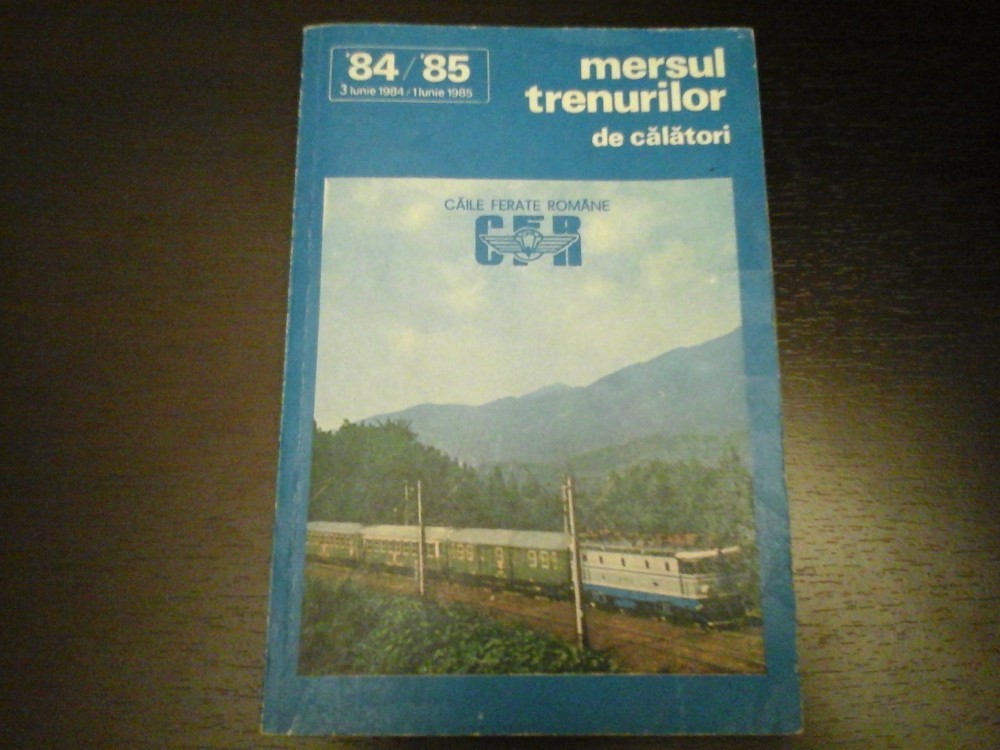 '84 / '85
3 Iunie 1984 / 1 Iunie 1985
mersul
trenurilor
de călători
CĂILE FERATE ROMÂNE
CFR